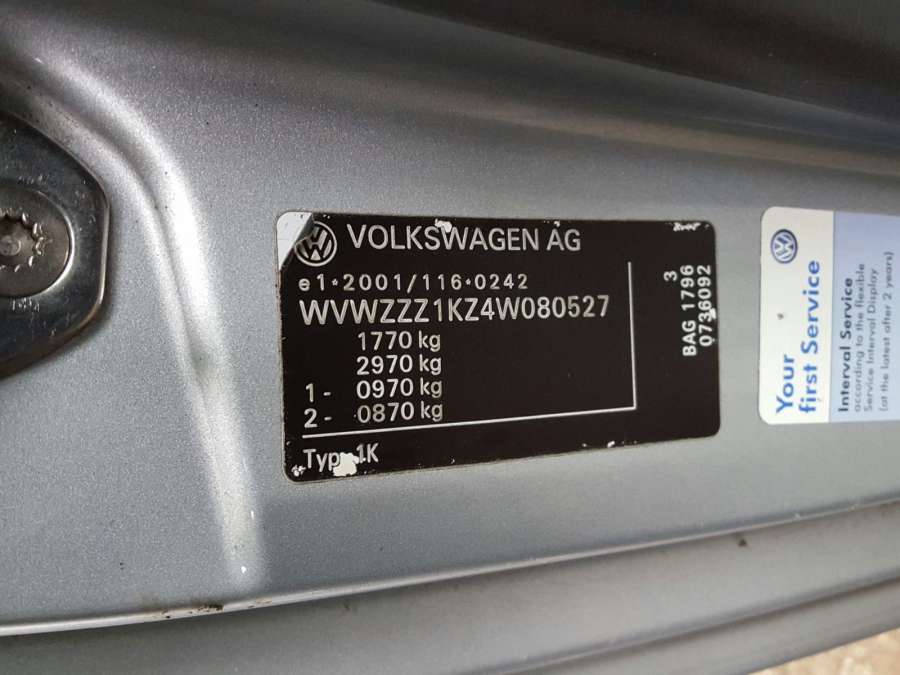 VOLKSWAGEN AG
e1*2001/116*0242
WVWZZZ1KZ4W080527
1770 kg
2970 kg
1- 0970 kg
2- 0870 kg
Typ 1K
3
BAG 1796
0736092
Your
first Service
Interval Service
according to the flexible
Service Interval Display
(at the latest after 2 years)